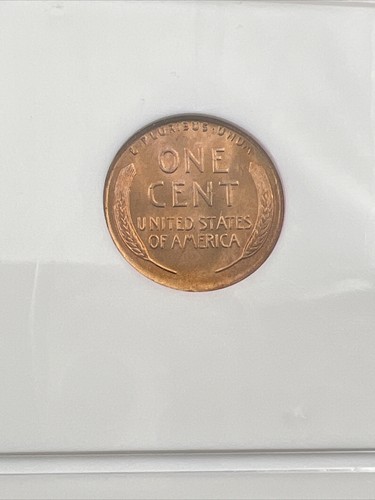 E·PLURIBUS·UNUM
ONE
CENT
UNITED STATES
OF AMERICA